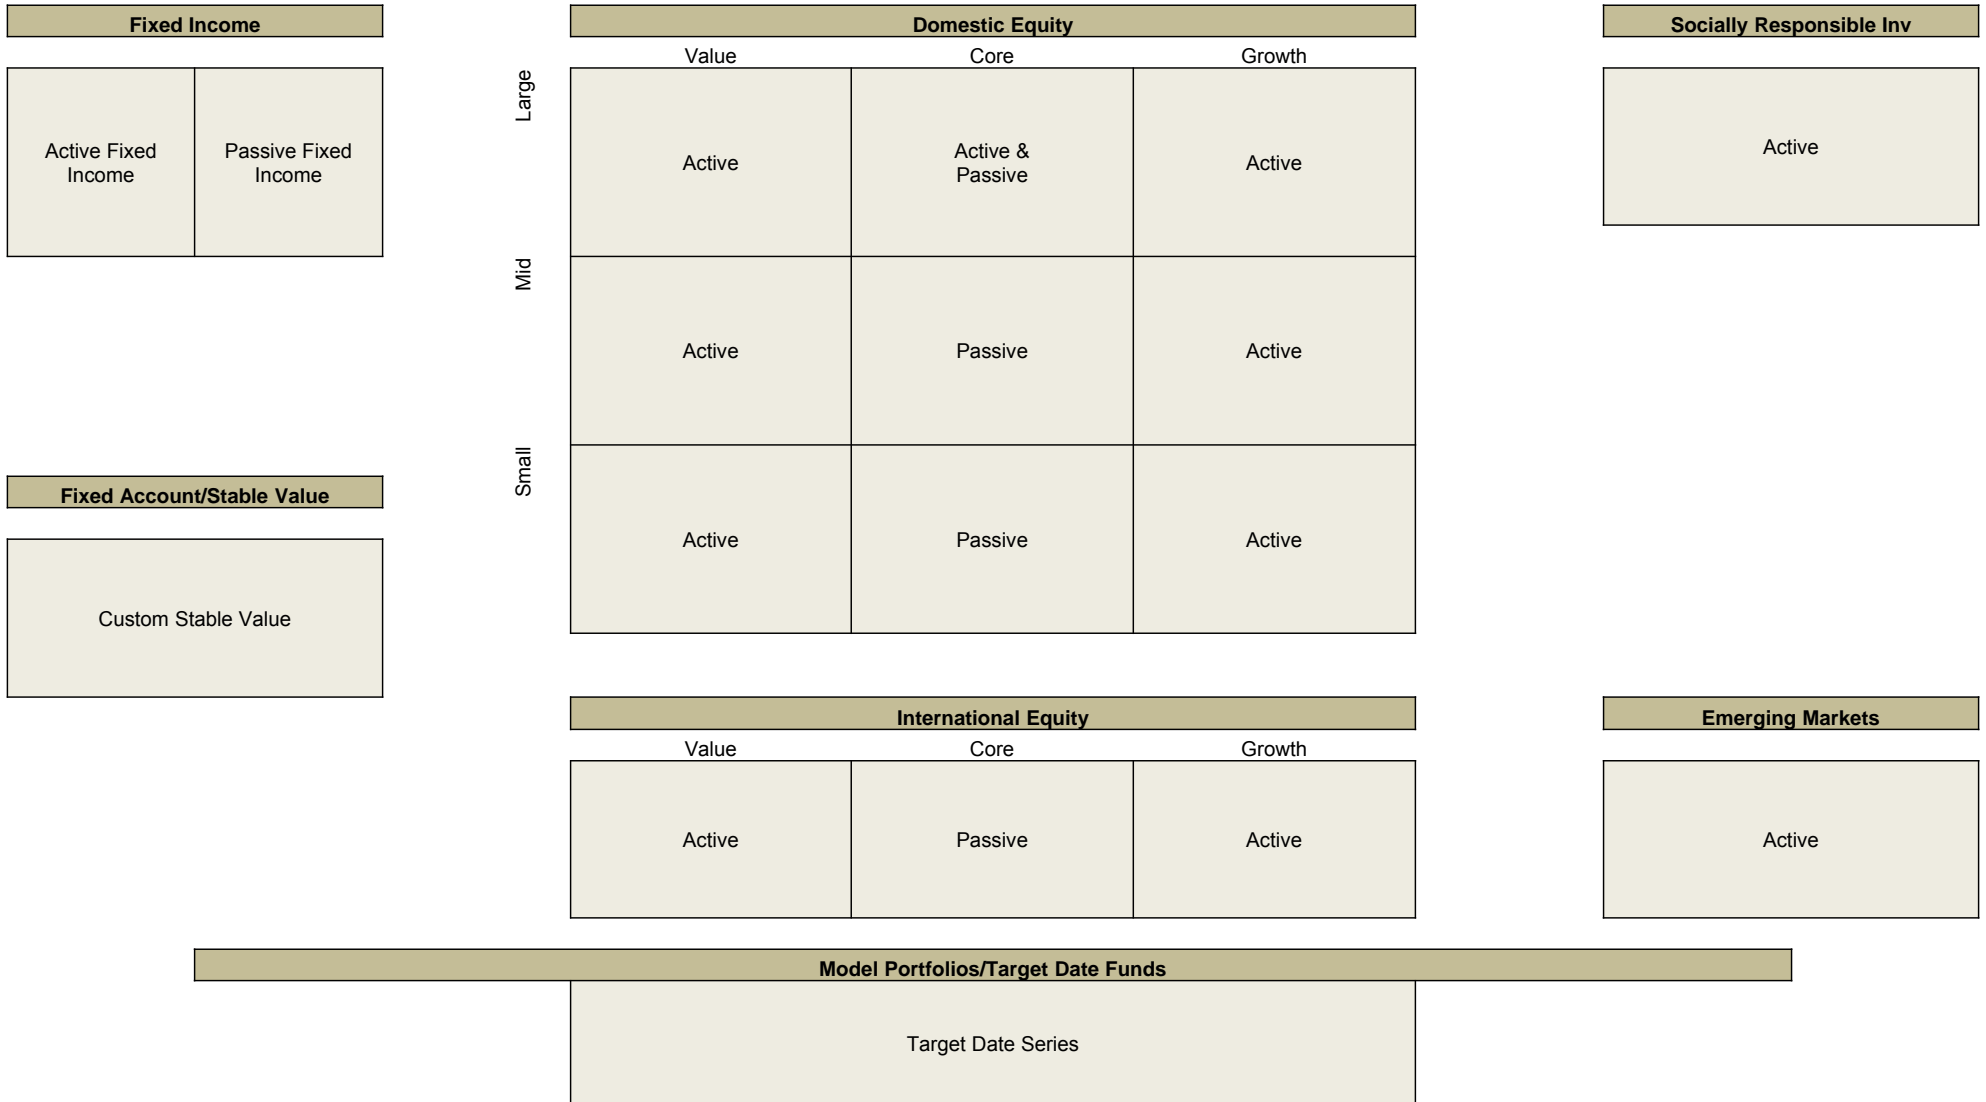 Fixed Income
Domestic Equity
Socially Responsible Inv
Value
Core
Growth
Large
Active Fixed
Income
Passive Fixed
Income
Active
Active &
Passive
Active
Active
Mid
Active
Passive
Active
Small
Active
Passive
Active
Fixed Account/Stable Value
Custom Stable Value
International Equity
Emerging Markets
Value
Core
Growth
Active
Passive
Active
Active
Model Portfolios/Target Date Funds
Target Date Series